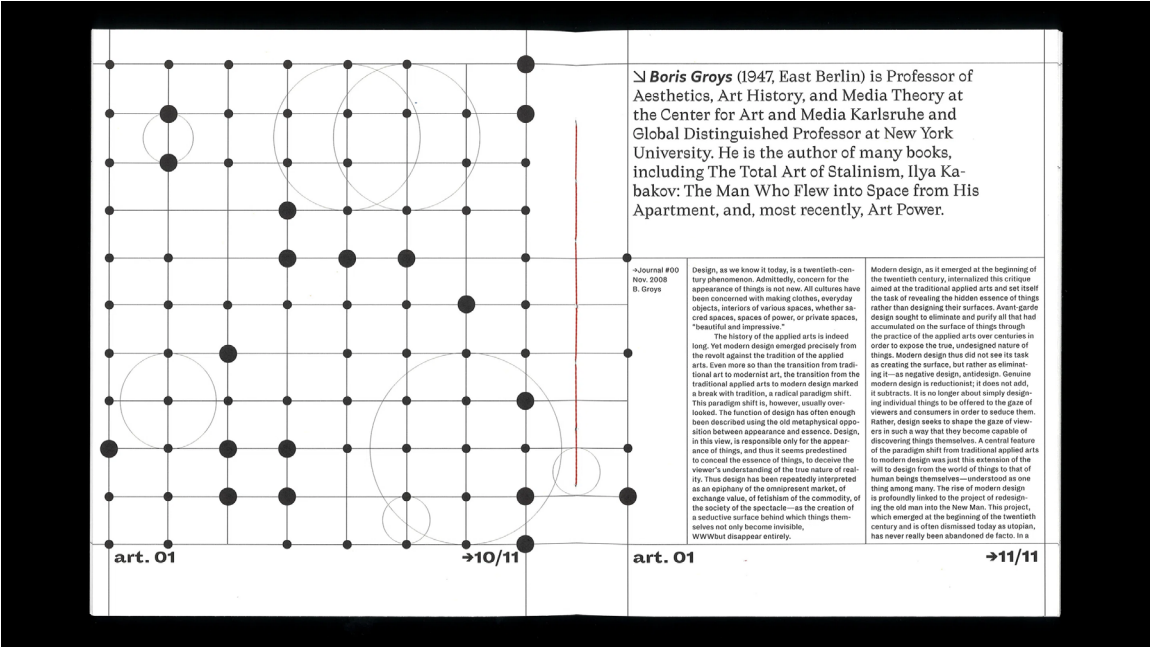 ↘ Boris Groys (1947, East Berlin) is Professor of
Aesthetics, Art History, and Media Theory at
the Center for Art and Media Karlsruhe and
Global Distinguished Professor at New York
University. He is the author of many books,
including The Total Art of Stalinism, Ilya Ka-
bakov: The Man Who Flew into Space from His
Apartment, and, most recently, Art Power.
→Journal #00
Nov. 2008
B. Groys
Design, as we know it today, is a twentieth-cen-
tury phenomenon. Admittedly, concern for the
appearance of things is not new. All cultures have
been concerned with making clothes, everyday
objects, interiors of various spaces, whether sa-
cred spaces, spaces of power, or private spaces,
"beautiful and impressive."
The history of the applied arts is indeed
long. Yet modern design emerged precisely from
the revolt against the tradition of the applied
arts. Even more so than the transition from tradi-
tional art to modernist art, the transition from the
traditional applied arts to modern design marked
a break with tradition, a radical paradigm shift.
This paradigm shift is, however, usually over-
looked. The function of design has often enough
been described using the old metaphysical oppo-
sition between appearance and essence. Design,
in this view, is responsible only for the appear-
ance of things, and thus it seems predestined
to conceal the essence of things, to deceive the
viewer's understanding of the true nature of real-
ity. Thus design has been repeatedly interpreted
as an epiphany of the omnipresent market, of
exchange value, of fetishism of the commodity, of
the society of the spectacle—as the creation of
a seductive surface behind which things them-
selves not only become invisible,
WWWbut disappear entirely.
Modern design, as it emerged at the beginning of
the twentieth century, internalized this critique
aimed at the traditional applied arts and set itself
the task of revealing the hidden essence of things
rather than designing their surfaces. Avant-garde
design sought to eliminate and purify all that had
accumulated on the surface of things through
the practice of the applied arts over centuries in
order to expose the true, undesigned nature of
things. Modern design thus did not see its task
as creating the surface, but rather as eliminat-
ing it—as negative design, antidesign. Genuine
modern design is reductionist; it does not add,
it subtracts. It is no longer about simply design-
ing individual things to be offered to the gaze of
viewers and consumers in order to seduce them.
Rather, design seeks to shape the gaze of view-
ers in such a way that they become capable of
discovering things themselves. A central feature
of the paradigm shift from traditional applied arts
to modern design was just this extension of the
will to design from the world of things to that of
human beings themselves—understood as one
thing among many. The rise of modern design
is profoundly linked to the project of redesign-
ing the old man into the New Man. This project,
which emerged at the beginning of the twentieth
century and is often dismissed today as utopian,
has never really been abandoned de facto. In a
art. 01
→10/11
art. 01
→11/11